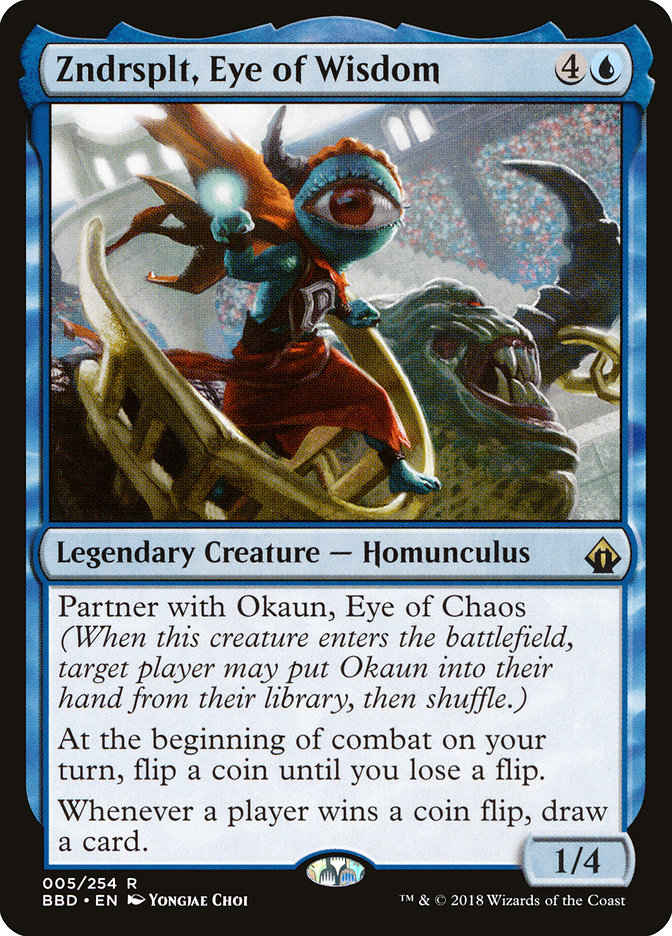 Zndrsplt, Eye of Wisdom 4
Legendary Creature — Homunculus
Partner with Okaun, Eye of Chaos
(When this creature enters the battlefield,
target player may put Okaun into their
hand from their library, then shuffle.)
At the beginning of combat on your
turn, flip a coin until you lose a flip.
Whenever a player wins a coin flip, draw
a card.
1/4
005/254 R
BBD • EN Yongjae Choi
™ & © 2018 Wizards of the Coast